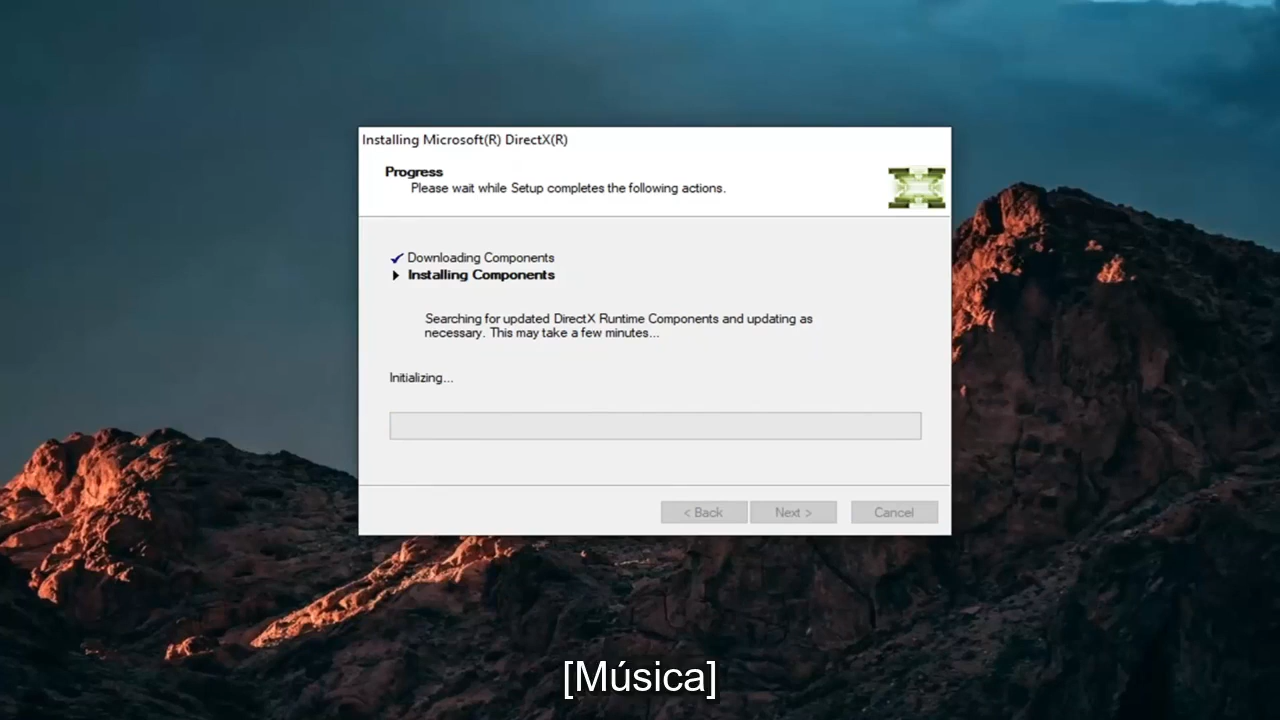 Installing Microsoft(R) DirectX(R)
Progress
Please wait while Setup completes the following actions.
Downloading Components
Installing Components
Searching for updated DirectX Runtime Components and updating as
necessary. This may take a few minutes...
Initializing...
< Back
Next >
Cancel
[Música]